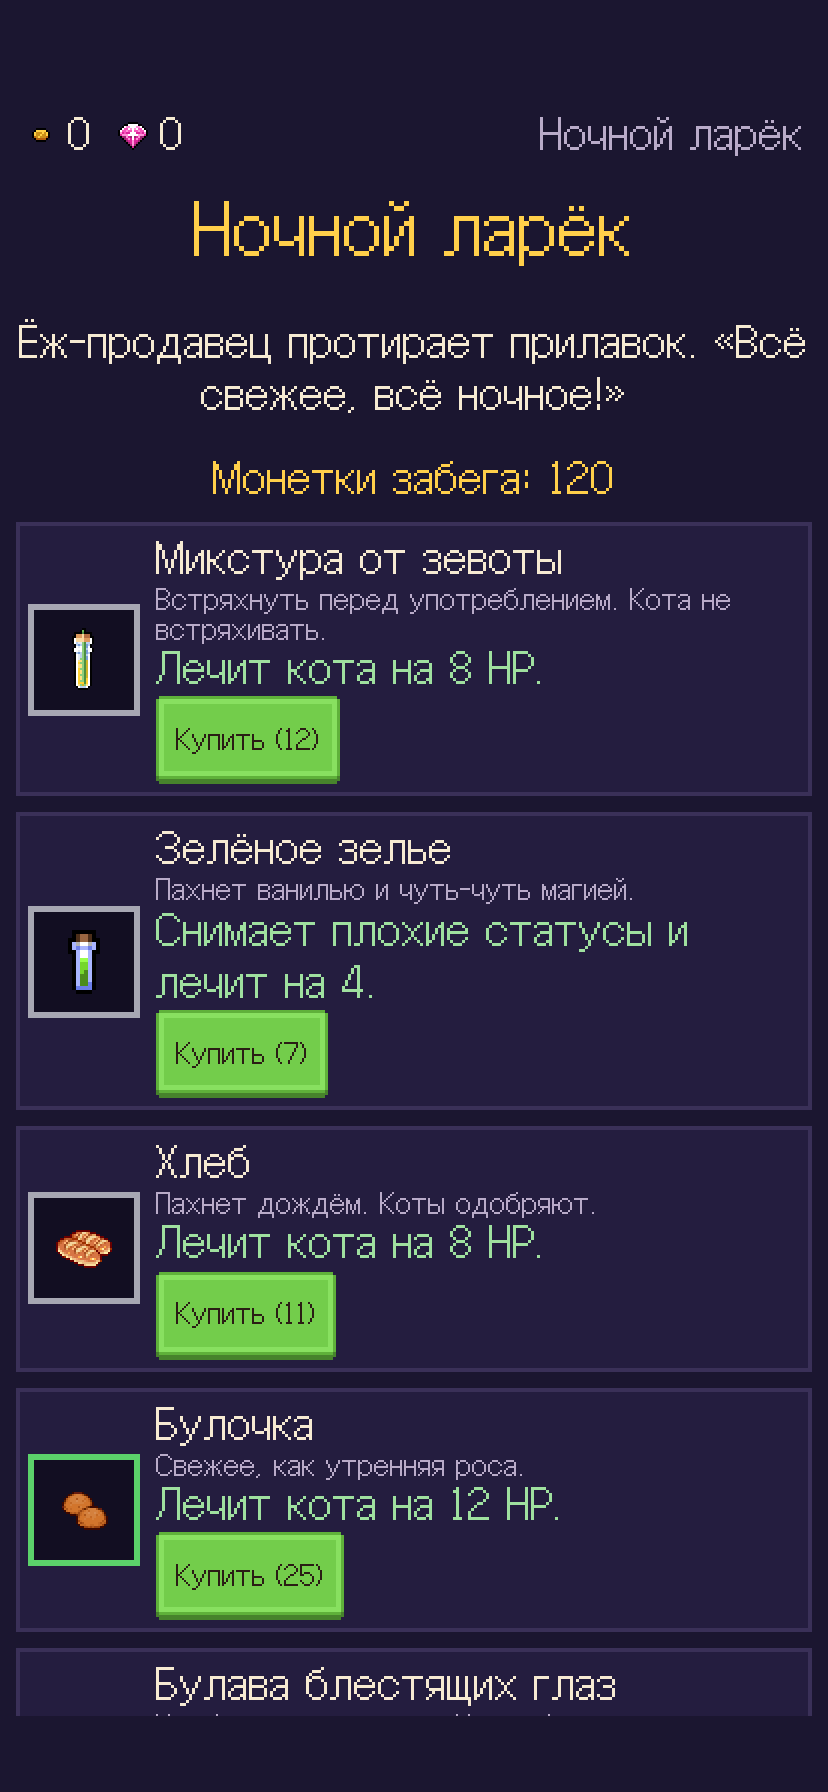 0 0 Ночной ларёк
Ночной ларёк
Ёж-продавец протирает прилавок. «Всё
свежее, всё ночное!»
Монетки забега: 120
Микстура от зевоты
Встряхнуть перед употреблением. Кота не
встряхивать.
Лечит кота на 8 HP.
Купить (12)
Зелёное зелье
Пахнет ванилью и чуть-чуть магией.
Снимает плохие статусы и
лечит на 4.
Купить (7)
Хлеб
Пахнет дождём. Коты одобряют.
Лечит кота на 8 HP.
Купить (11)
Булочка
Свежее, как утренняя роса.
Лечит кота на 12 HP.
Купить (25)
Булава блестящих глаз